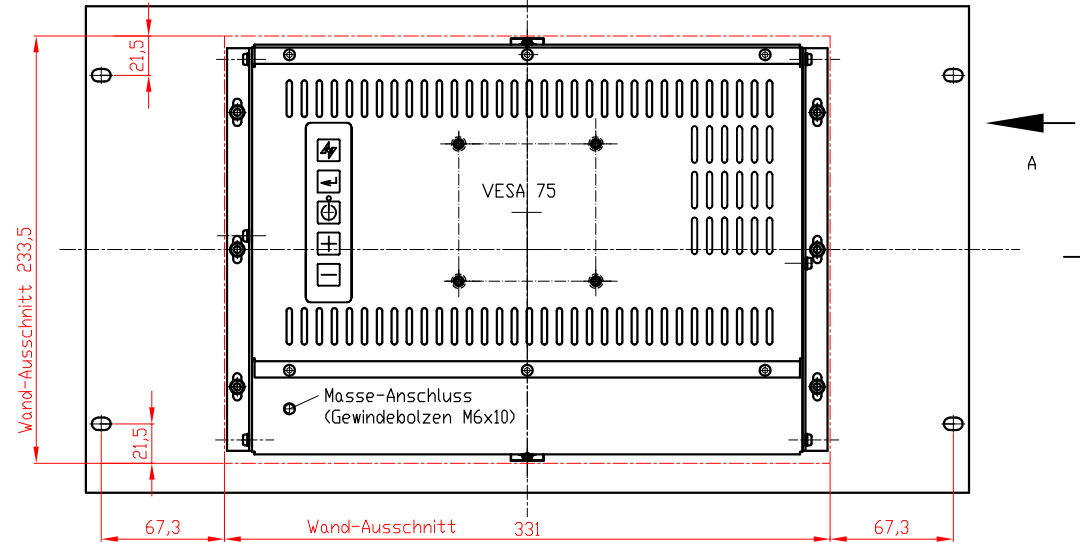 21,5
A
VESA 75
Wand-Ausschnitt 233,5
Masse-Anschluss
(Gewindebolzen M6x10)
21,5
67,3
Wand-Ausschnitt 331
67,3